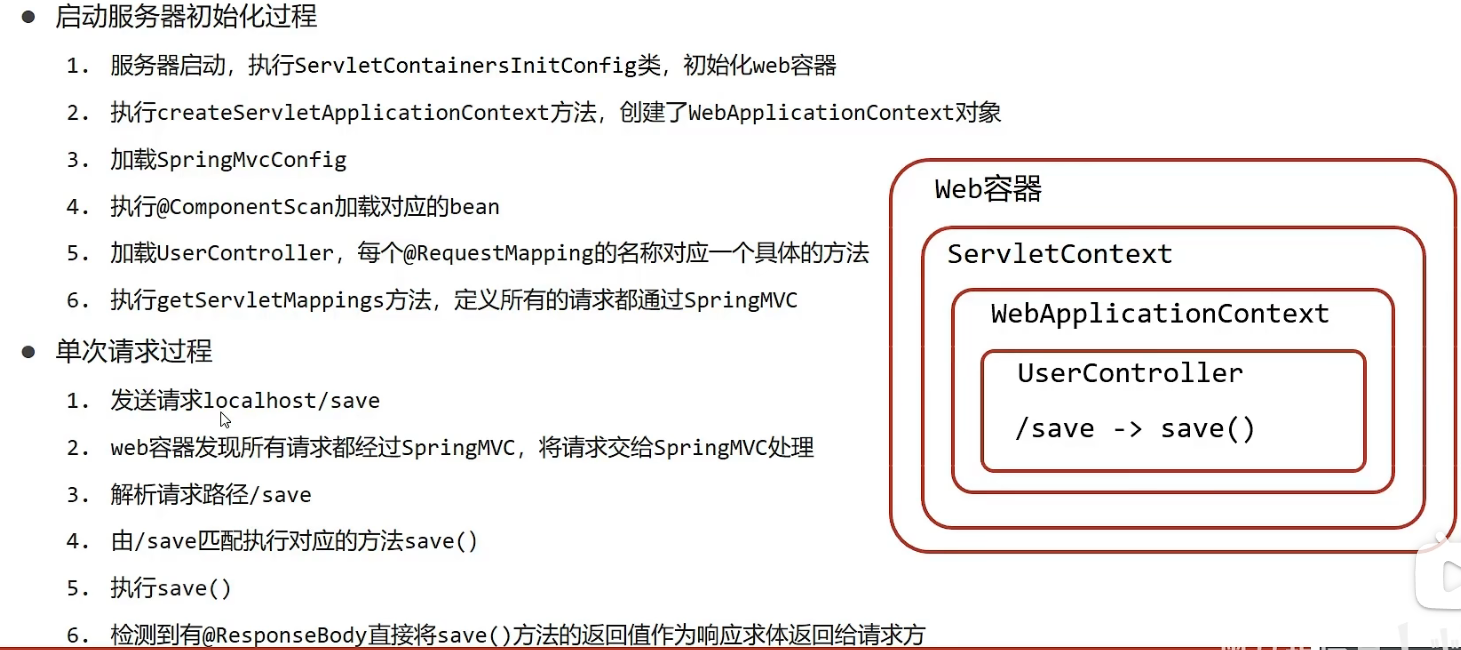 ● 启动服务器初始化过程
1. 服务器启动，执行ServletContainersInitConfig类，初始化web容器
2. 执行createServletApplicationContext方法，创建了WebApplicationContext对象
3. 加载SpringMvcConfig
4. 执行@ComponentScan加载对应的bean
5. 加载UserController，每个@RequestMapping的名称对应一个具体的方法
6. 执行getServletMappings方法，定义所有的请求都通过SpringMVC
● 单次请求过程
1. 发送请求localhost/save
2. web容器发现所有请求都经过SpringMVC，将请求交给SpringMVC处理
3. 解析请求路径/save
4. 由/save匹配执行对应的方法save()
5. 执行save()
6. 检测到有@ResponseBody直接将save()方法的返回值作为响应求体返回给请求方
Web容器
ServletContext
WebApplicationContext
UserController
/save -> save()